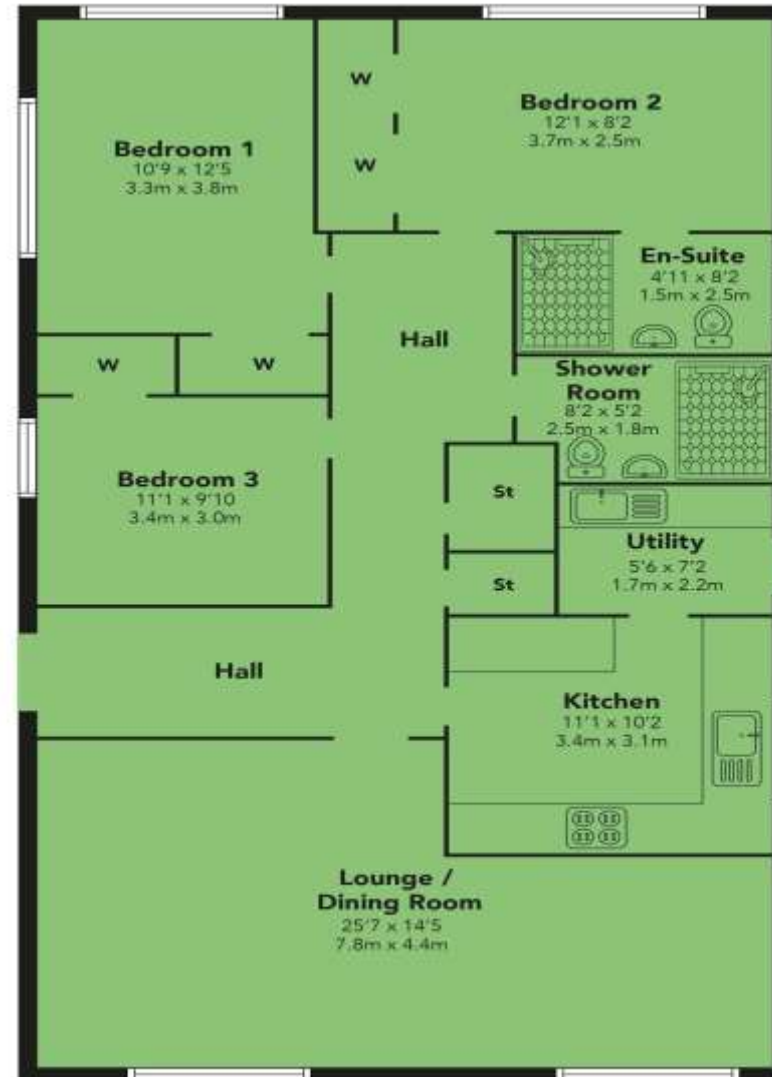 W
Bedroom 2
12'1 x 8'2
3.7m x 2.5m
Bedroom 1
10'9 x 12'5
3.3m x 3.8m
W
En-Suite
4'11 x 8'2
1.5m x 2.5m
Hall
W
W
Shower
Room
8'2 x 5'2
2.5m x 1.8m
Bedroom 3
11'1 x 9'10
3.4m x 3.0m
St
Utility
5'6 x 7'2
1.7m x 2.2m
St
Hall
Kitchen
11'1 x 10'2
3.4m x 3.1m
Lounge /
Dining Room
25'7 x 14'5
7.8m x 4.4m